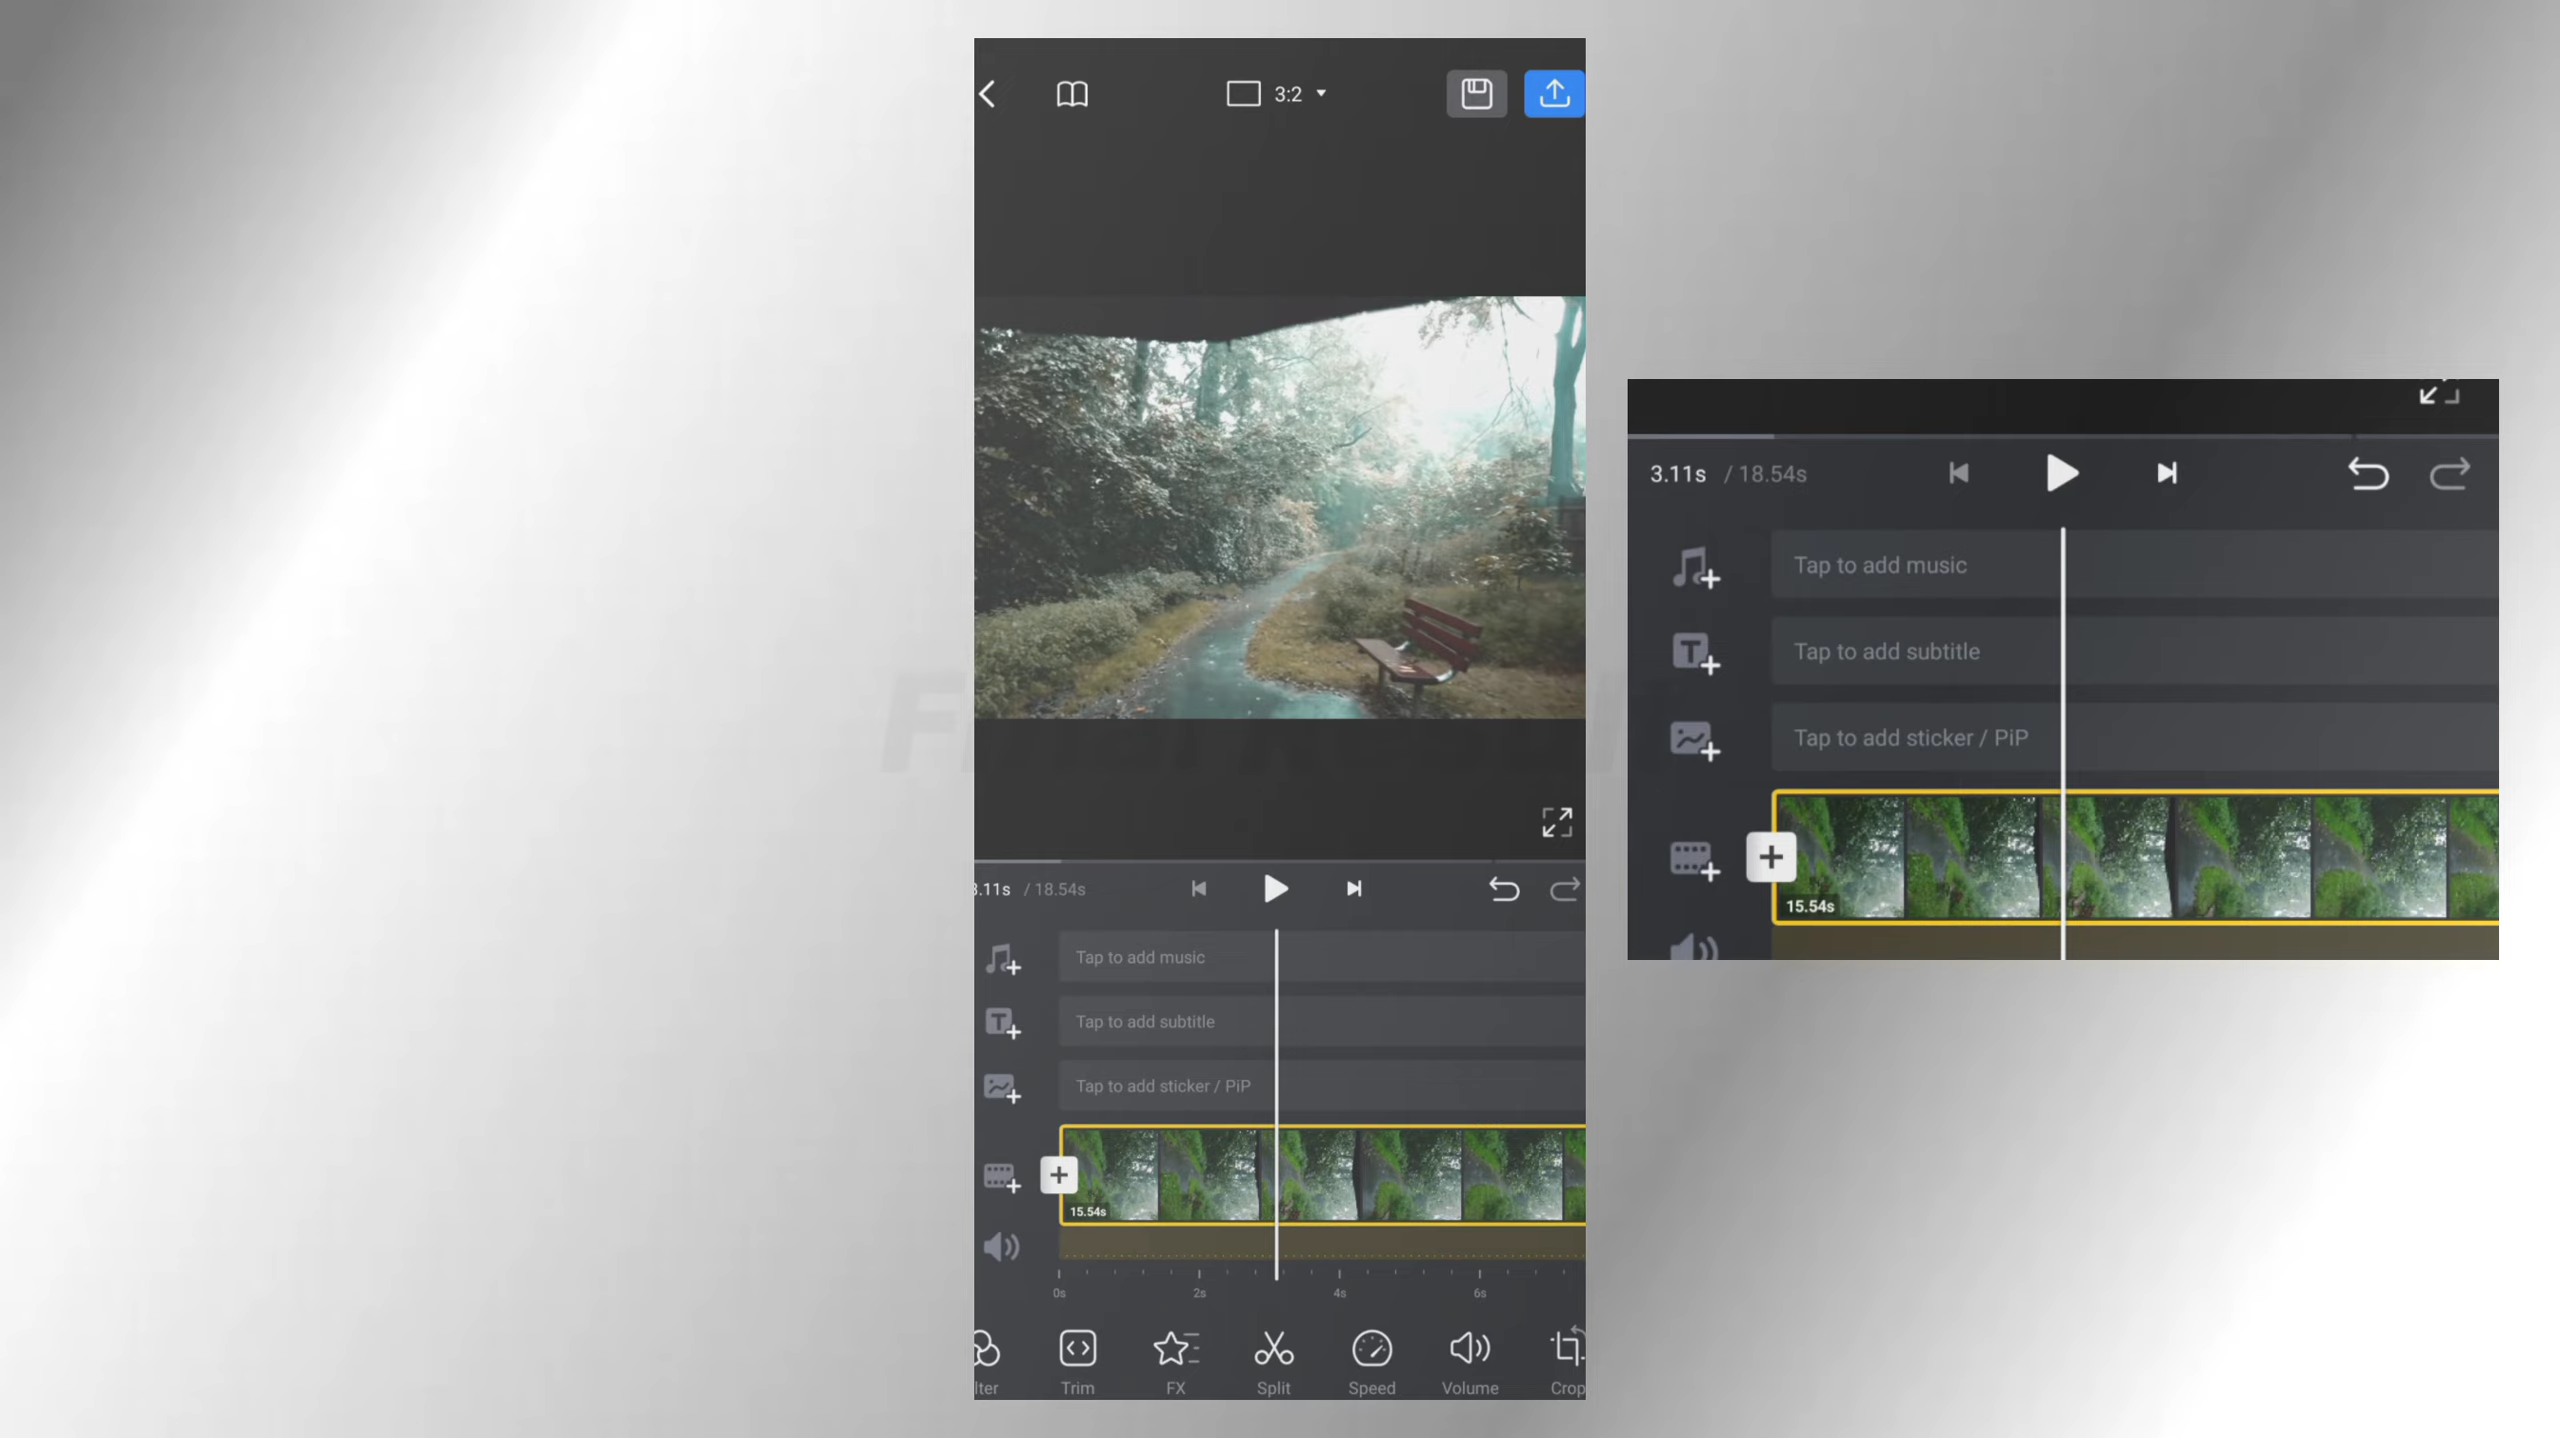 3:2
3.11s / 18.54s
Tap to add music
Tap to add subtitle
Tap to add sticker / PiP
15.54s
0s 2s 4s 6s
Trim FX Split Speed Volume Crop
3.11s / 18.54s
Tap to add music
Tap to add subtitle
Tap to add sticker / PiP
15.54s